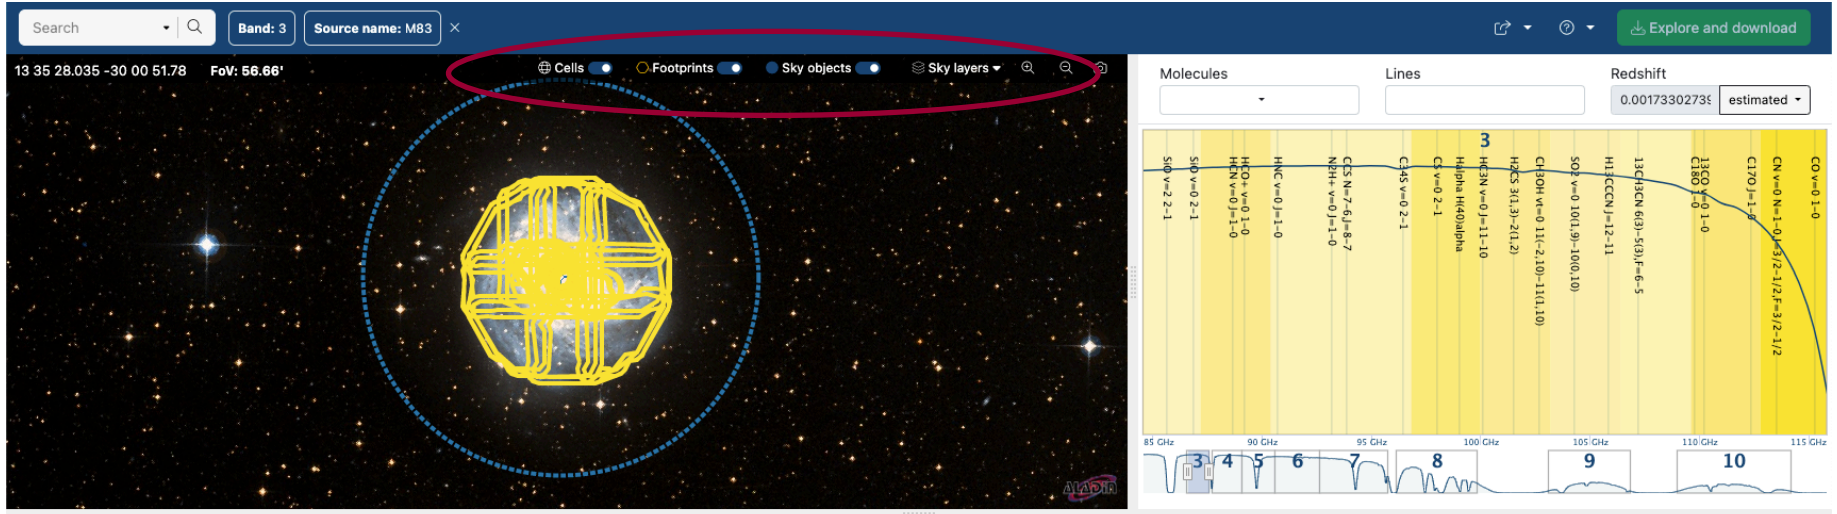 Search
Band: 3
Source name: M83
Explore and download
13 35 28.035 -30 00 51.78 FoV: 56.66'
Cells
Footprints
Sky objects
Sky layers
ALADIN
Molecules
Lines
Redshift
0.0017330273
estimated
3
SiO v=2 2-1
SiO v=0 2-1
HCN v=0 J=1-0
HCO+ v=0 1-0
HNC v=0 J=1-0
N2H+ v=0 J=1-0
CCS N=7-6,J=8-7
C34S v=0 2-1
CS v=0 2-1
Halpha H(40)alpha
HC3N v=0 J=11-10
H2CS 3(1,3)-2(1,2)
CH3OH vt=0 11(-2,10)-11(1,10)
SO2 v=0 10(1,9)-10(0,10)
H13CCCN J=12-11
13CH3CN 6(3)-5(3),F=6-5
C18O 1-0
13CO v=0 1-0
C17O J=1-0
CN v=0 N=1-0,J=3/2-1/2,F=3/2-1/2
CO v=0 1-0
85 GHz 90 GHz 95 GHz 100 GHz 105 GHz 110 GHz 115 GHz
3 4 5 6 7 8 9 10